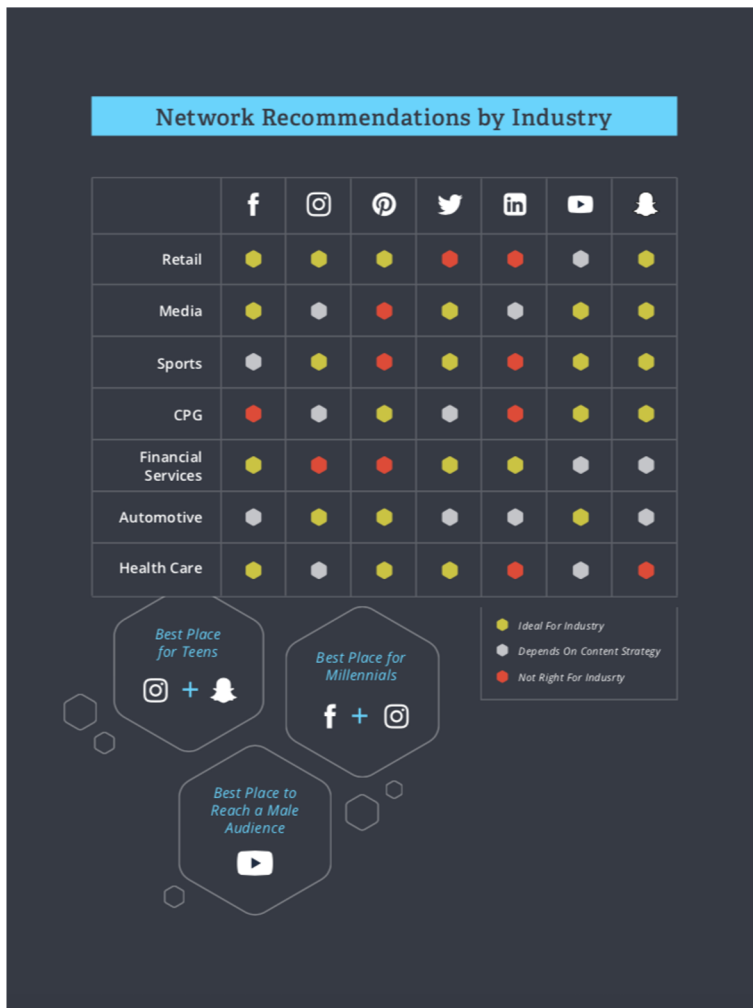 Network Recommendations by Industry
Retail
Media
Sports
CPG
Financial
Services
Automotive
Health Care
Best Place
for Teens
Best Place for
Millennials
Best Place to
Reach a Male
Audience
Ideal For Industry
Depends On Content Strategy
Not Right For Indusrty